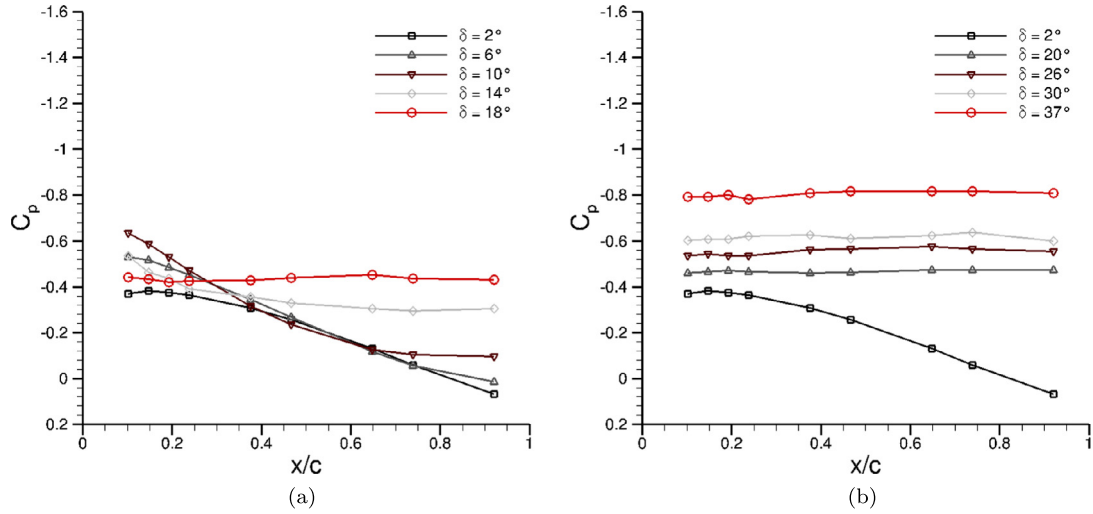 -1.6
-1.4
-1.2
-1
-0.8
-0.6
-0.4
-0.2
0
0.2
Cp
0 0.2 0.4 0.6 0.8 1
x/c
δ = 2°
δ = 6°
δ = 10°
δ = 14°
δ = 18°
(a)
-1.6
-1.4
-1.2
-1
-0.8
-0.6
-0.4
-0.2
0
0.2
Cp
0 0.2 0.4 0.6 0.8 1
x/c
δ = 2°
δ = 20°
δ = 26°
δ = 30°
δ = 37°
(b)